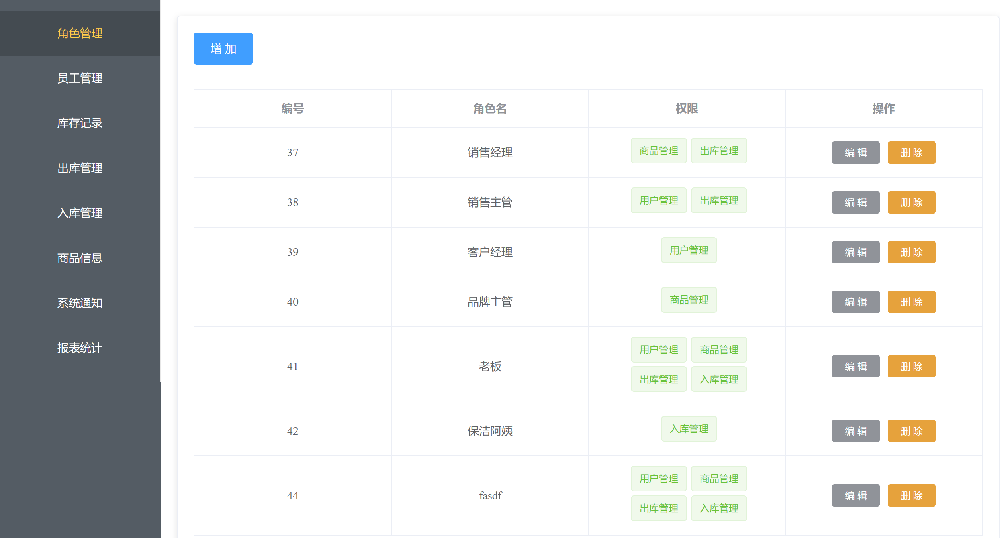 角色管理
员工管理
库存记录
出库管理
入库管理
商品信息
系统通知
报表统计
增 加
编号 角色名 权限 操作
37 销售经理 商品管理 出库管理 编 辑 删 除
38 销售主管 用户管理 出库管理 编 辑 删 除
39 客户经理 用户管理 编 辑 删 除
40 品牌主管 商品管理 编 辑 删 除
用户管理 商品管理
41 老板 编 辑 删 除
出库管理 入库管理
42 保洁阿姨 入库管理 编 辑 删 除
用户管理 商品管理
44 fasdf 编 辑 删 除
出库管理 入库管理